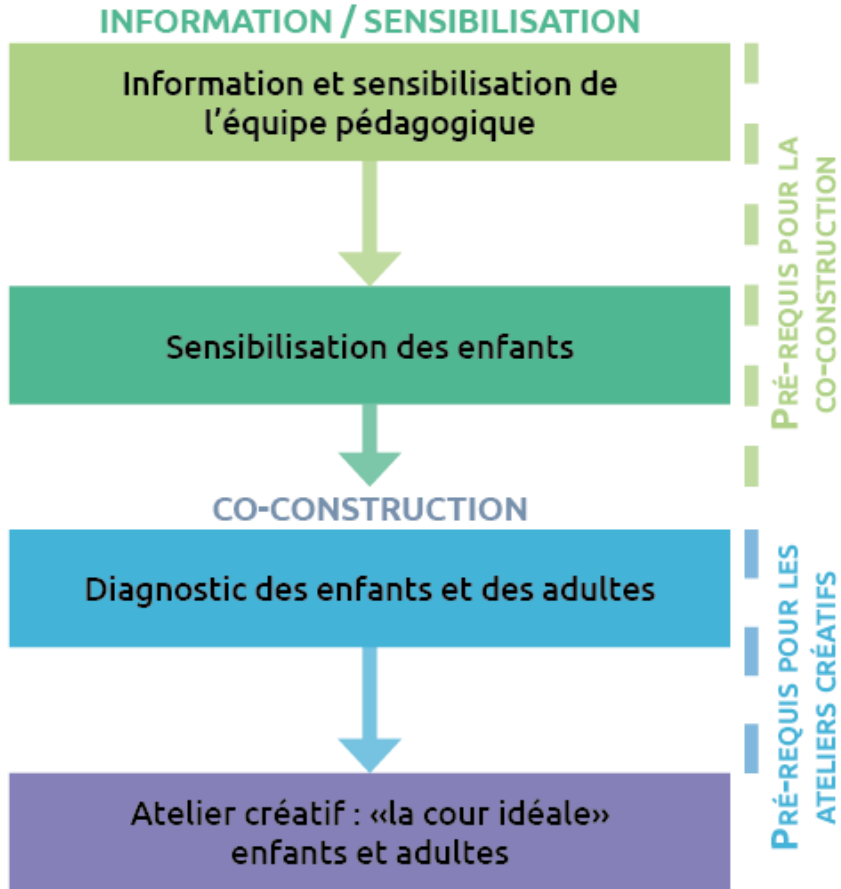 INFORMATION / SENSIBILISATION
Information et sensibilisation de
l'équipe pédagogique
Sensibilisation des enfants
PRÉ-REQUIS POUR LA
CO-CONSTRUCTION
CO-CONSTRUCTION
Diagnostic des enfants et des adultes
Atelier créatif : «la cour idéale»
enfants et adultes
PRÉ-REQUIS POUR LES
ATELIERS CRÉATIFS